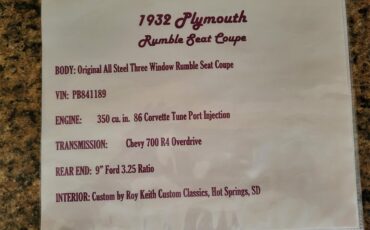 1932 Plymouth
Rumble Seat Coupe
BODY: Original All Steel Three Window Rumble Seat Coupe
VIN: PB841189
ENGINE: 350 cu. in. 86 Corvette Tune Port Injection
TRANSMISSION: Chevy 700 R4 Overdrive
REAR END: 9" Ford 3.25 Ratio
INTERIOR: Custom by Roy Keith Custom Classics, Hot Springs, SD